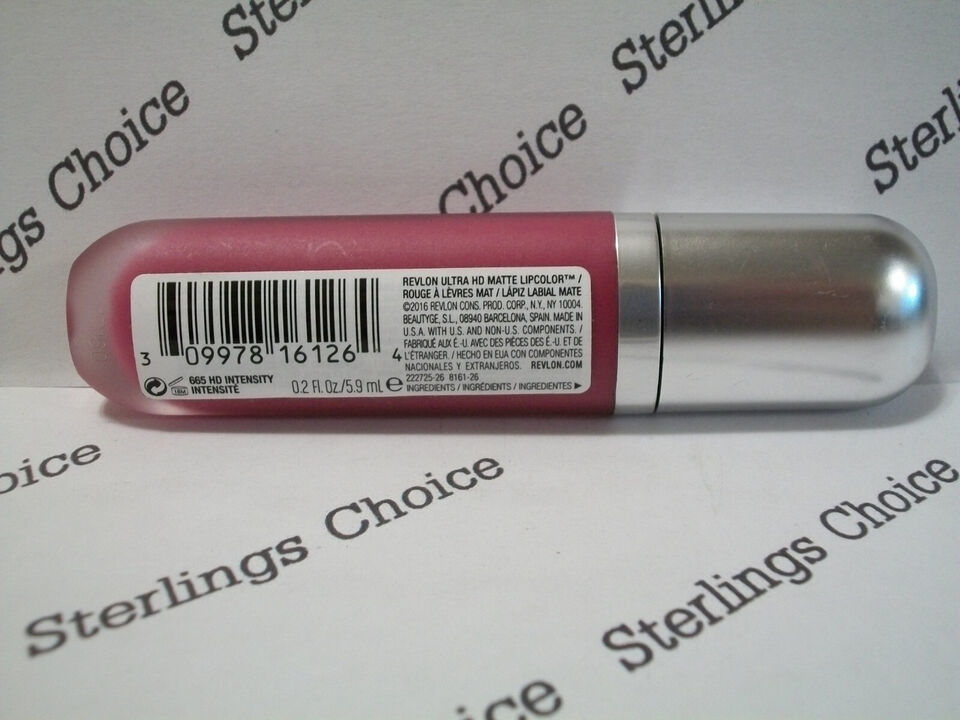 Sterlings Choice
Sterlings Choice
Sterlings Choice
REVLON ULTRA HD MATTE LIPCOLOR™ /
ROUGE À LÈVRES MAT / LÁPIZ LABIAL MATE
©2016 REVLON CONS. PROD. CORP., N.Y., NY 10004.
BEAUTYGE, S.L., 08940 BARCELONA, SPAIN. MADE IN
U.S.A. WITH U.S. AND NON-U.S. COMPONENTS. /
FABRIQUÉ AUX É.-U. AVEC DES PIÈCES DES É.-U. ET DE
L'ÉTRANGER. / HECHO EN EUA CON COMPONENTES
NACIONALES Y EXTRANJEROS. REVLON.COM
222725-26 8161-26
INGREDIENTS / INGRÉDIENTS / INGREDIENTES ▶
3 09978 16126 4
18M
665 HD INTENSITY
INTENSITÉ
0.2 fl.Oz/5.9 mL e
Choice
Sterlings Choice
Sterlings Choice
Choice